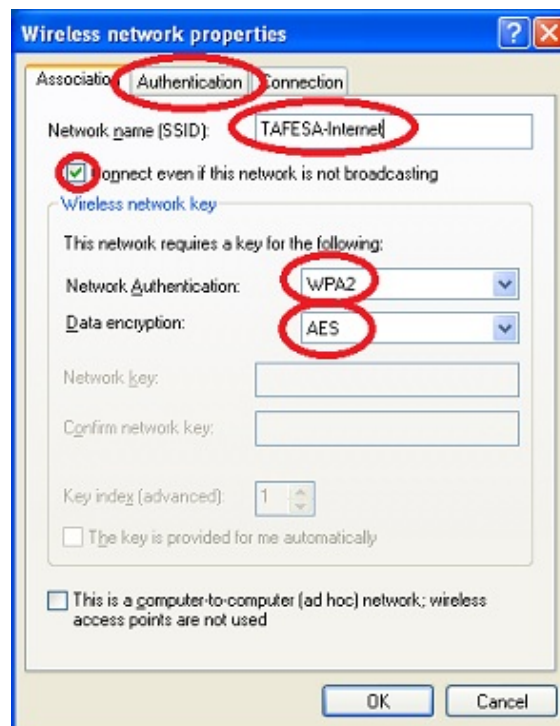 Wireless network properties
Association Authentication Connection
Network name (SSID): TAFESA-Internet
Connect even if this network is not broadcasting
Wireless network key
This network requires a key for the following:
Network Authentication: WPA2
Data encryption: AES
Network key:
Confirm network key:
Key index (advanced): 1
The key is provided for me automatically
This is a computer-to-computer (ad hoc) network; wireless
access points are not used
OK Cancel